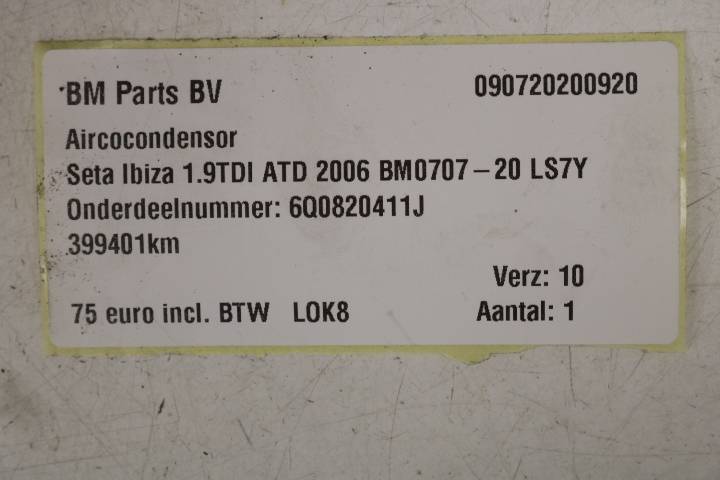 BM Parts BV 090720200920
Aircocondensor
Seta Ibiza 1.9TDI ATD 2006 BM0707-20 LS7Y
Onderdeelnummer: 6Q0820411J
399401km
Verz: 10
75 euro incl. BTW LOK8 Aantal: 1